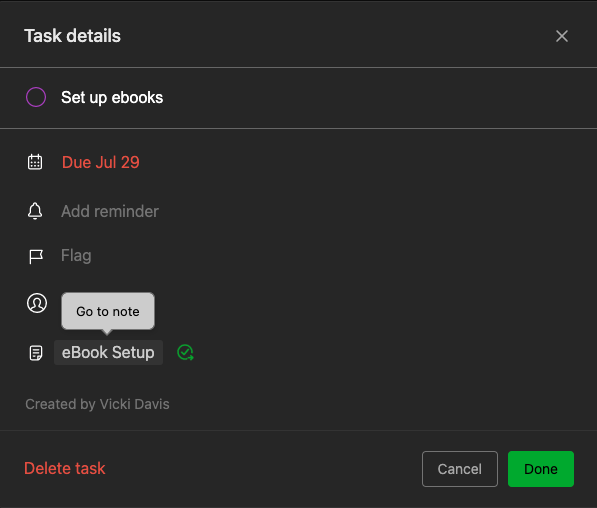 Task details
Set up ebooks
Due Jul 29
Add reminder
Flag
Go to note
eBook Setup
Created by Vicki Davis
Delete task
Cancel
Done